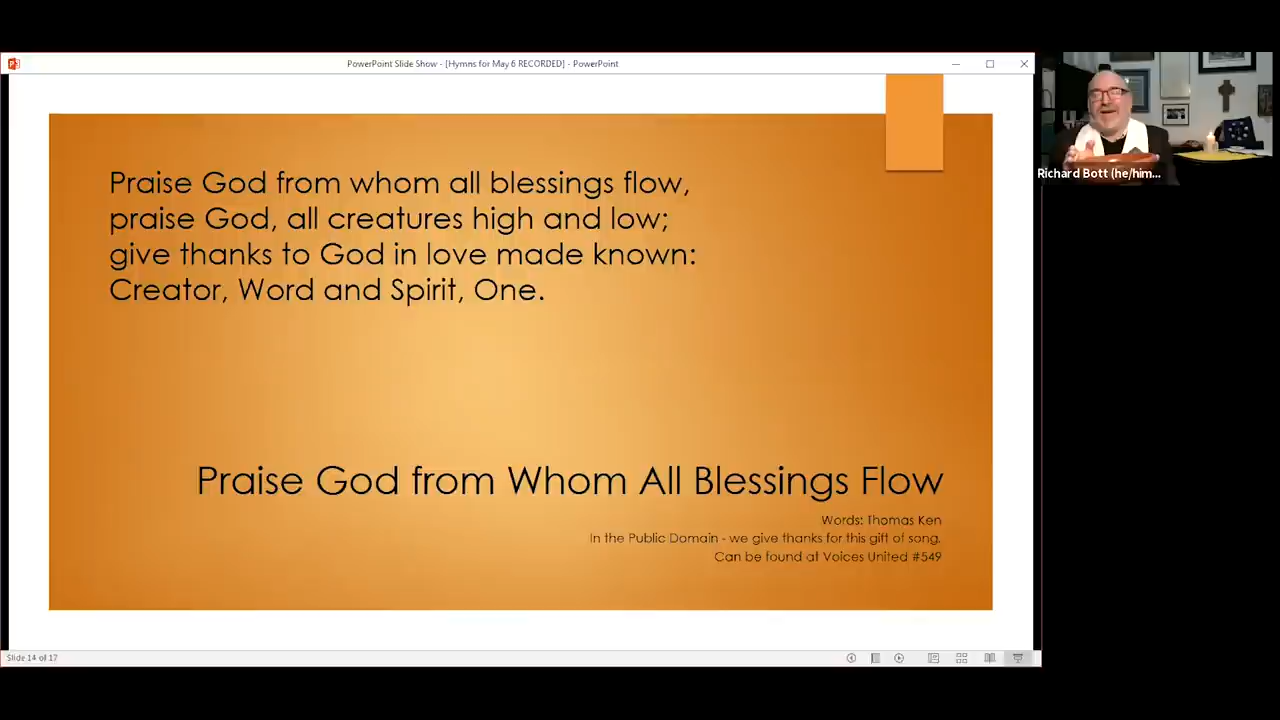 PowerPoint Slide Show - [Hymns for May 6 RECORDED] - PowerPoint
Praise God from whom all blessings flow,
praise God, all creatures high and low;
give thanks to God in love made known:
Creator, Word and Spirit, One.
Praise God from Whom All Blessings Flow
Words: Thomas Ken
In the Public Domain - we give thanks for this gift of song.
Can be found at Voices United #549
Slide 14 of 17
Richard Bott (he/him...